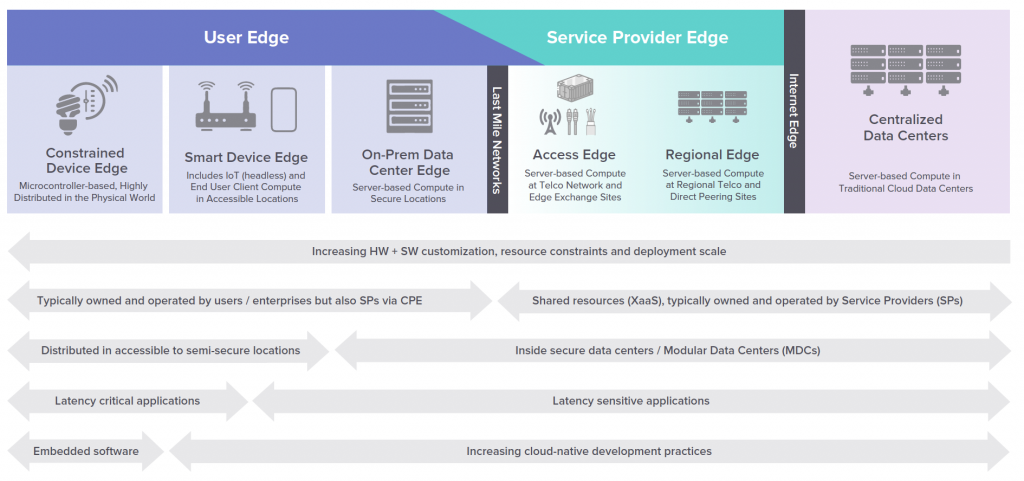 User Edge
Service Provider Edge
Constrained
Device Edge
Microcontroller-based, Highly
Distributed in the Physical World
Smart Device Edge
Includes IoT (headless) and
End User Client Compute
in Accessible Locations
On-Prem Data
Center Edge
Server-based Compute in
Secure Locations
Last Mile Networks
Access Edge
Server-based Compute
at Telco Network and
Edge Exchange Sites
Regional Edge
Server-based Compute
at Regional Telco and
Direct Peering Sites
Internet Edge
Centralized
Data Centers
Server-based Compute in
Traditional Cloud Data Centers
Increasing HW + SW customization, resource constraints and deployment scale
Typically owned and operated by users / enterprises but also SPs via CPE
Shared resources (XaaS), typically owned and operated by Service Providers (SPs)
Distributed in accessible to semi-secure locations
Inside secure data centers / Modular Data Centers (MDCs)
Latency critical applications
Latency sensitive applications
Embedded software
Increasing cloud-native development practices